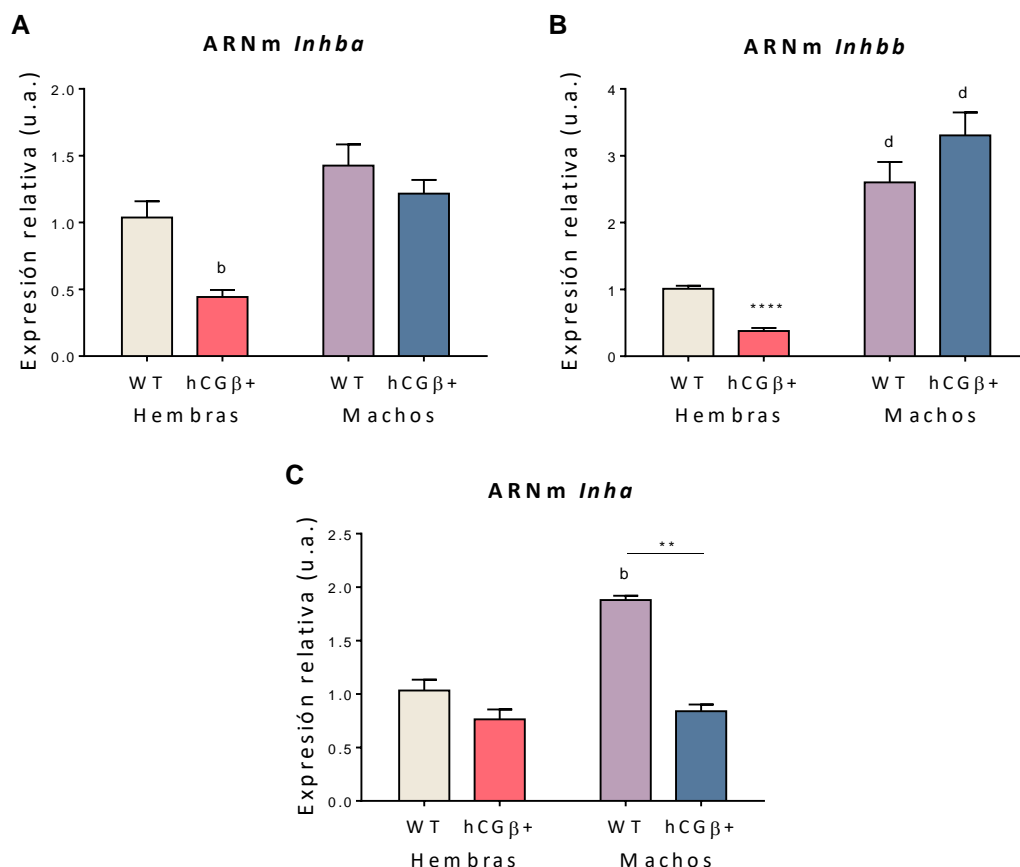 A
ARNm Inhba
Expresión relativa (u.a.)
2.0
1.5
1.0
0.5
0.0
b
WT hCGβ+ WT hCGβ+
Hembras Machos
B
ARNm Inhbb
Expresión relativa (u.a.)
4
3
2
1
0
****
d
d
WT hCGβ+ WT hCGβ+
Hembras Machos
C
ARNm Inha
Expresión relativa (u.a.)
2.5
2.0
1.5
1.0
0.5
0.0
**
b
WT hCGβ+ WT hCGβ+
Hembras Machos